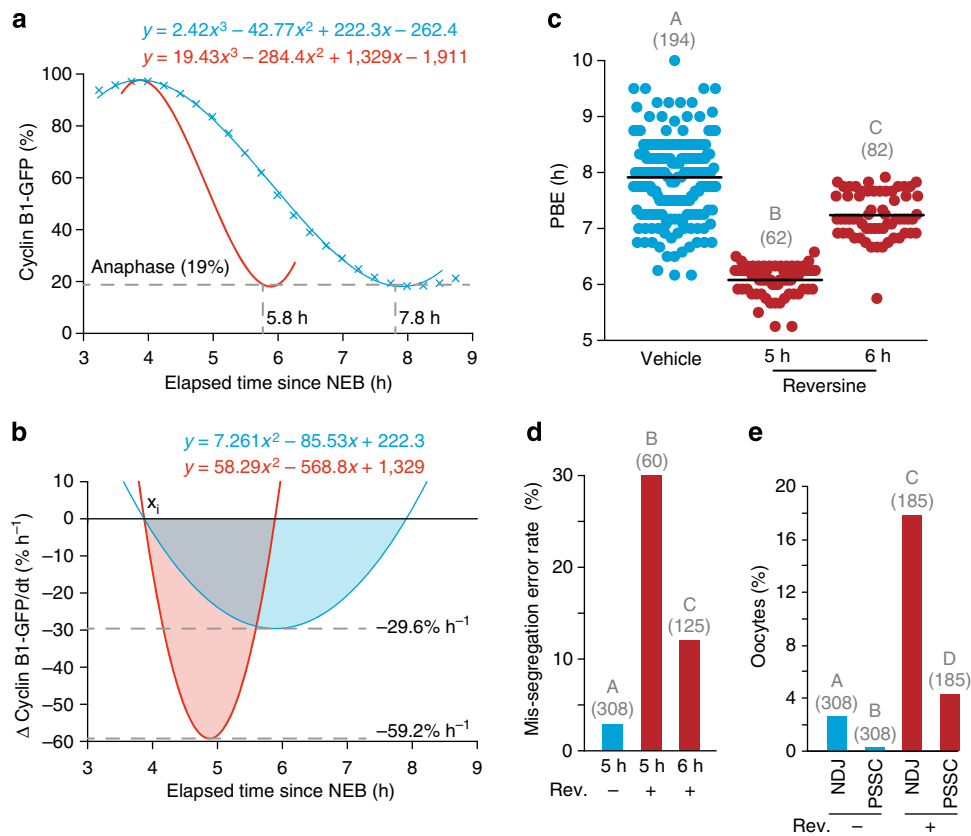 a
y = 2.42x³ – 42.77x² + 222.3x – 262.4
y = 19.43x³ – 284.4x² + 1,329x – 1,911
Cyclin B1-GFP (%)
100
80
60
40
20
0
Anaphase (19%)
5.8 h
7.8 h
3 4 5 6 7 8 9
Elapsed time since NEB (h)
b
y = 7.261x² – 85.53x + 222.3
y = 58.29x² – 568.8x + 1,329
Δ Cyclin B1-GFP/dt (% h⁻¹)
10
0
–10
–20
–30
–40
–50
–60
xᵢ
–29.6% h⁻¹
–59.2% h⁻¹
3 4 5 6 7 8 9
Elapsed time since NEB (h)
c
PBE (h)
10
9
8
7
6
5
A
(194)
B
(62)
C
(82)
Vehicle
5 h
6 h
Reversine
d
Mis-segregation error rate (%)
30
20
10
0
A
(308)
B
(60)
C
(125)
5 h 5 h 6 h
Rev. – + +
e
Oocytes (%)
20
16
12
8
4
0
A
(308)
B
(308)
C
(185)
D
(185)
NDJ
PSSC
NDJ
PSSC
Rev. – +